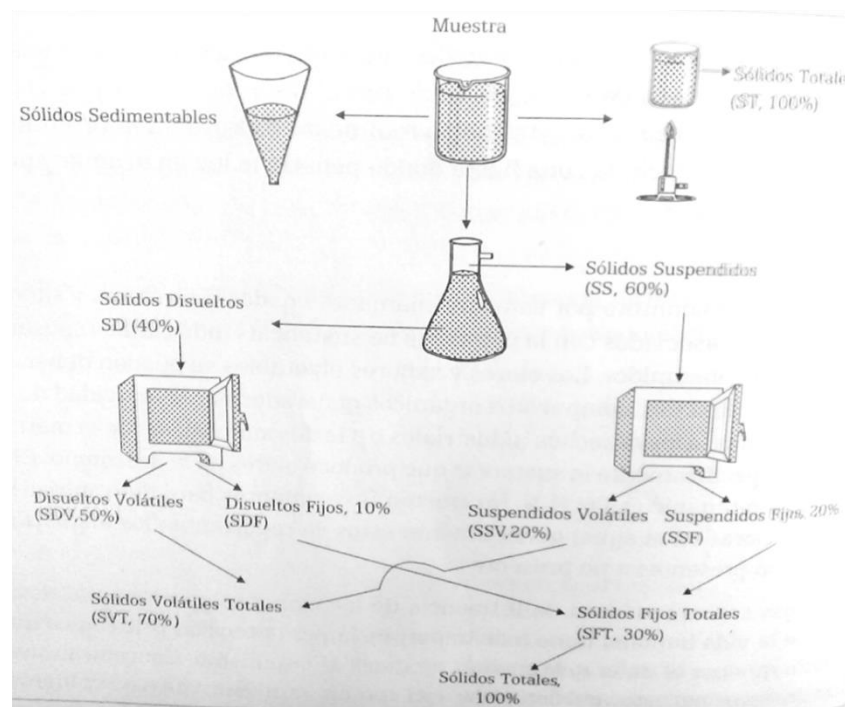 Muestra
Sólidos Totale
(ST, 100%)
Sólidos Sedimentables
Sólidos Suspendidos
(SS, 60%)
Sólidos Disueltos
SD (40%)
Disueltos Volátiles
(SDV,50%)
Disueltos Fijos, 10%
(SDF)
Suspendidos Volátiles
(SSV,20%)
Suspendidos Fijos, 20%
(SSF)
Sólidos Volátiles Totales
(SVT, 70%)
Sólidos Fijos Totales
(SFT, 30%)
Sólidos Totales,
100%